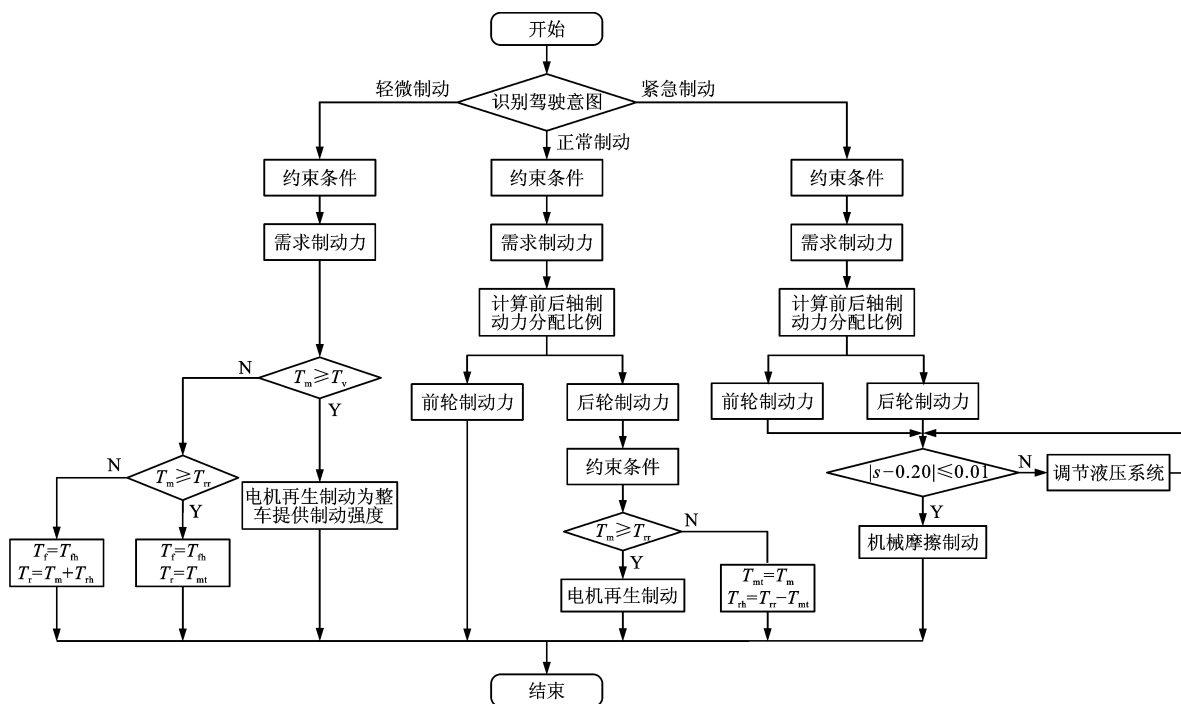 开始
轻微制动
识别驾驶意图
紧急制动
正常制动
约束条件
约束条件
约束条件
需求制动力
需求制动力
需求制动力
计算前后轴制
动力分配比例
计算前后轴制
动力分配比例
N
Tm≥Tv
Y
前轮制动力
后轮制动力
前轮制动力
后轮制动力
N
Tm≥Trr
Y
电机再生制动为整
车提供制动强度
约束条件
|s−0.20|≤0.01
N
调节液压系统
Y
Tm≥Trr
N
Y
机械摩擦制动
Tf=Tfh
Tr=Tm+Trh
Tf=Tfh
Tr=Tmt
电机再生制动
Tmt=Tm
Trh=Trr−Tmt
结束